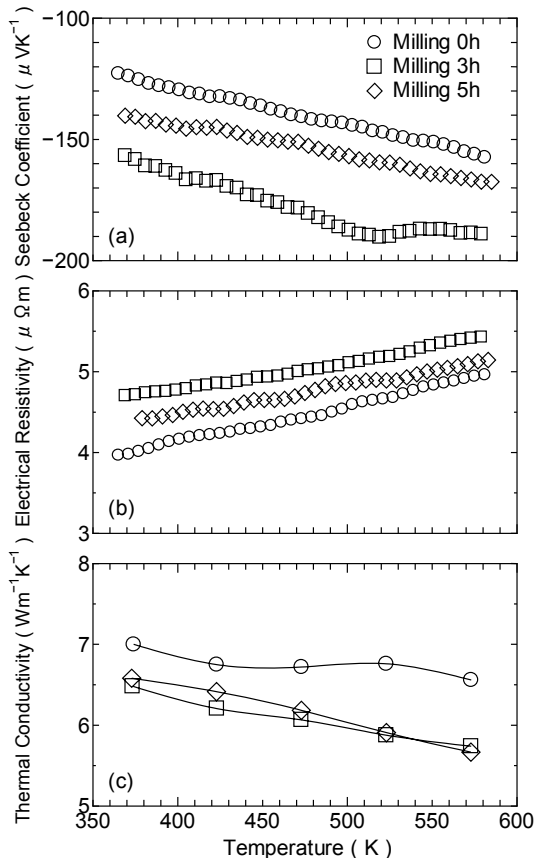 Seebeck Coefficient ( μ VK⁻¹ )
−100
−150
−200
Milling 0h
Milling 3h
Milling 5h
(a)
Electrical Resistivity ( μ Ω m )
6
5
4
3
(b)
Thermal Conductivity ( Wm⁻¹K⁻¹ )
8
7
6
5
(c)
350 400 450 500 550 600
Temperature ( K )